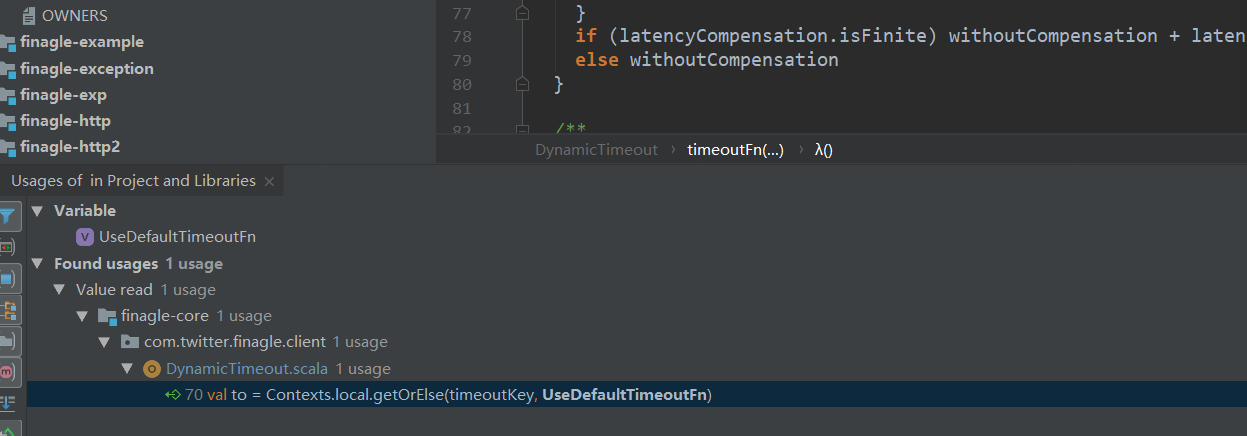 OWNERS
finagle-example
finagle-exception
finagle-exp
finagle-http
finagle-http2
77 }
78 if (latencyCompensation.isFinite) withoutCompensation + laten
79 else withoutCompensation
80 }
81
82 /**
DynamicTimeout › timeoutFn(...) › λ()
Usages of in Project and Libraries ×
Variable
V UseDefaultTimeoutFn
Found usages 1 usage
Value read 1 usage
finagle-core 1 usage
com.twitter.finagle.client 1 usage
O DynamicTimeout.scala 1 usage
70 val to = Contexts.local.getOrElse(timeoutKey, UseDefaultTimeoutFn)